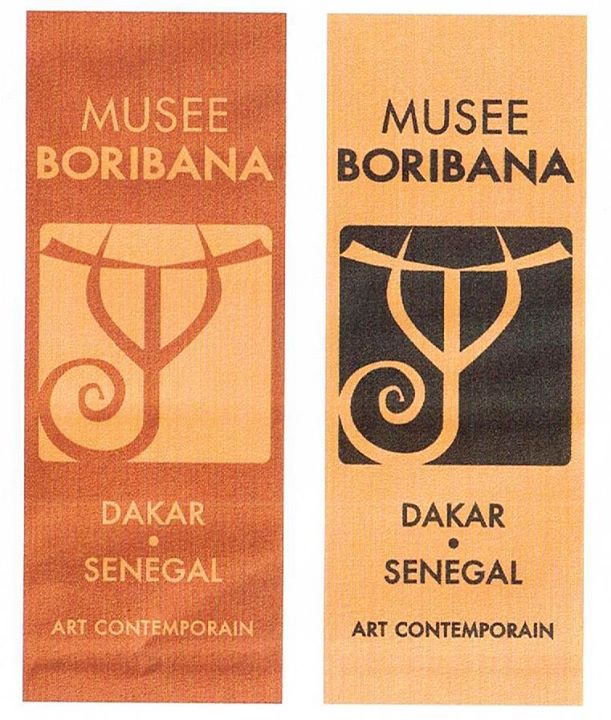 MUSEE
BORIBANA
DAKAR
•
SENEGAL
ART CONTEMPORAIN
MUSEE
BORIBANA
DAKAR
•
SENEGAL
ART CONTEMPORAIN